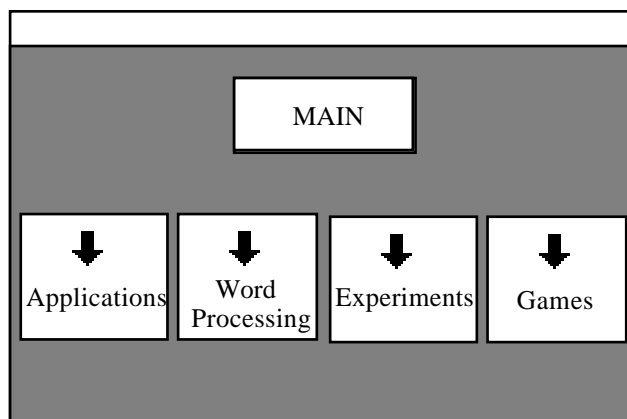 MAIN
Applications
Word
Processing
Experiments
Games